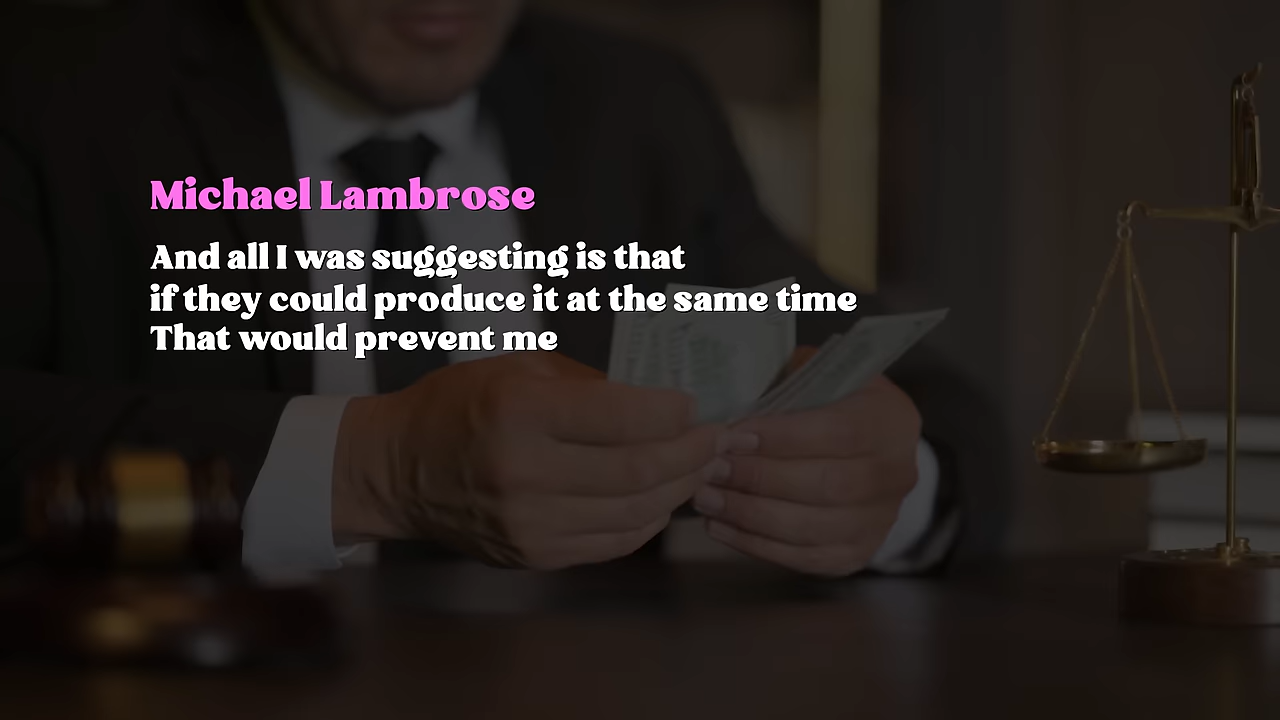 Michael Lambrose
And all I was suggesting is that
if they could produce it at the same time
That would prevent me